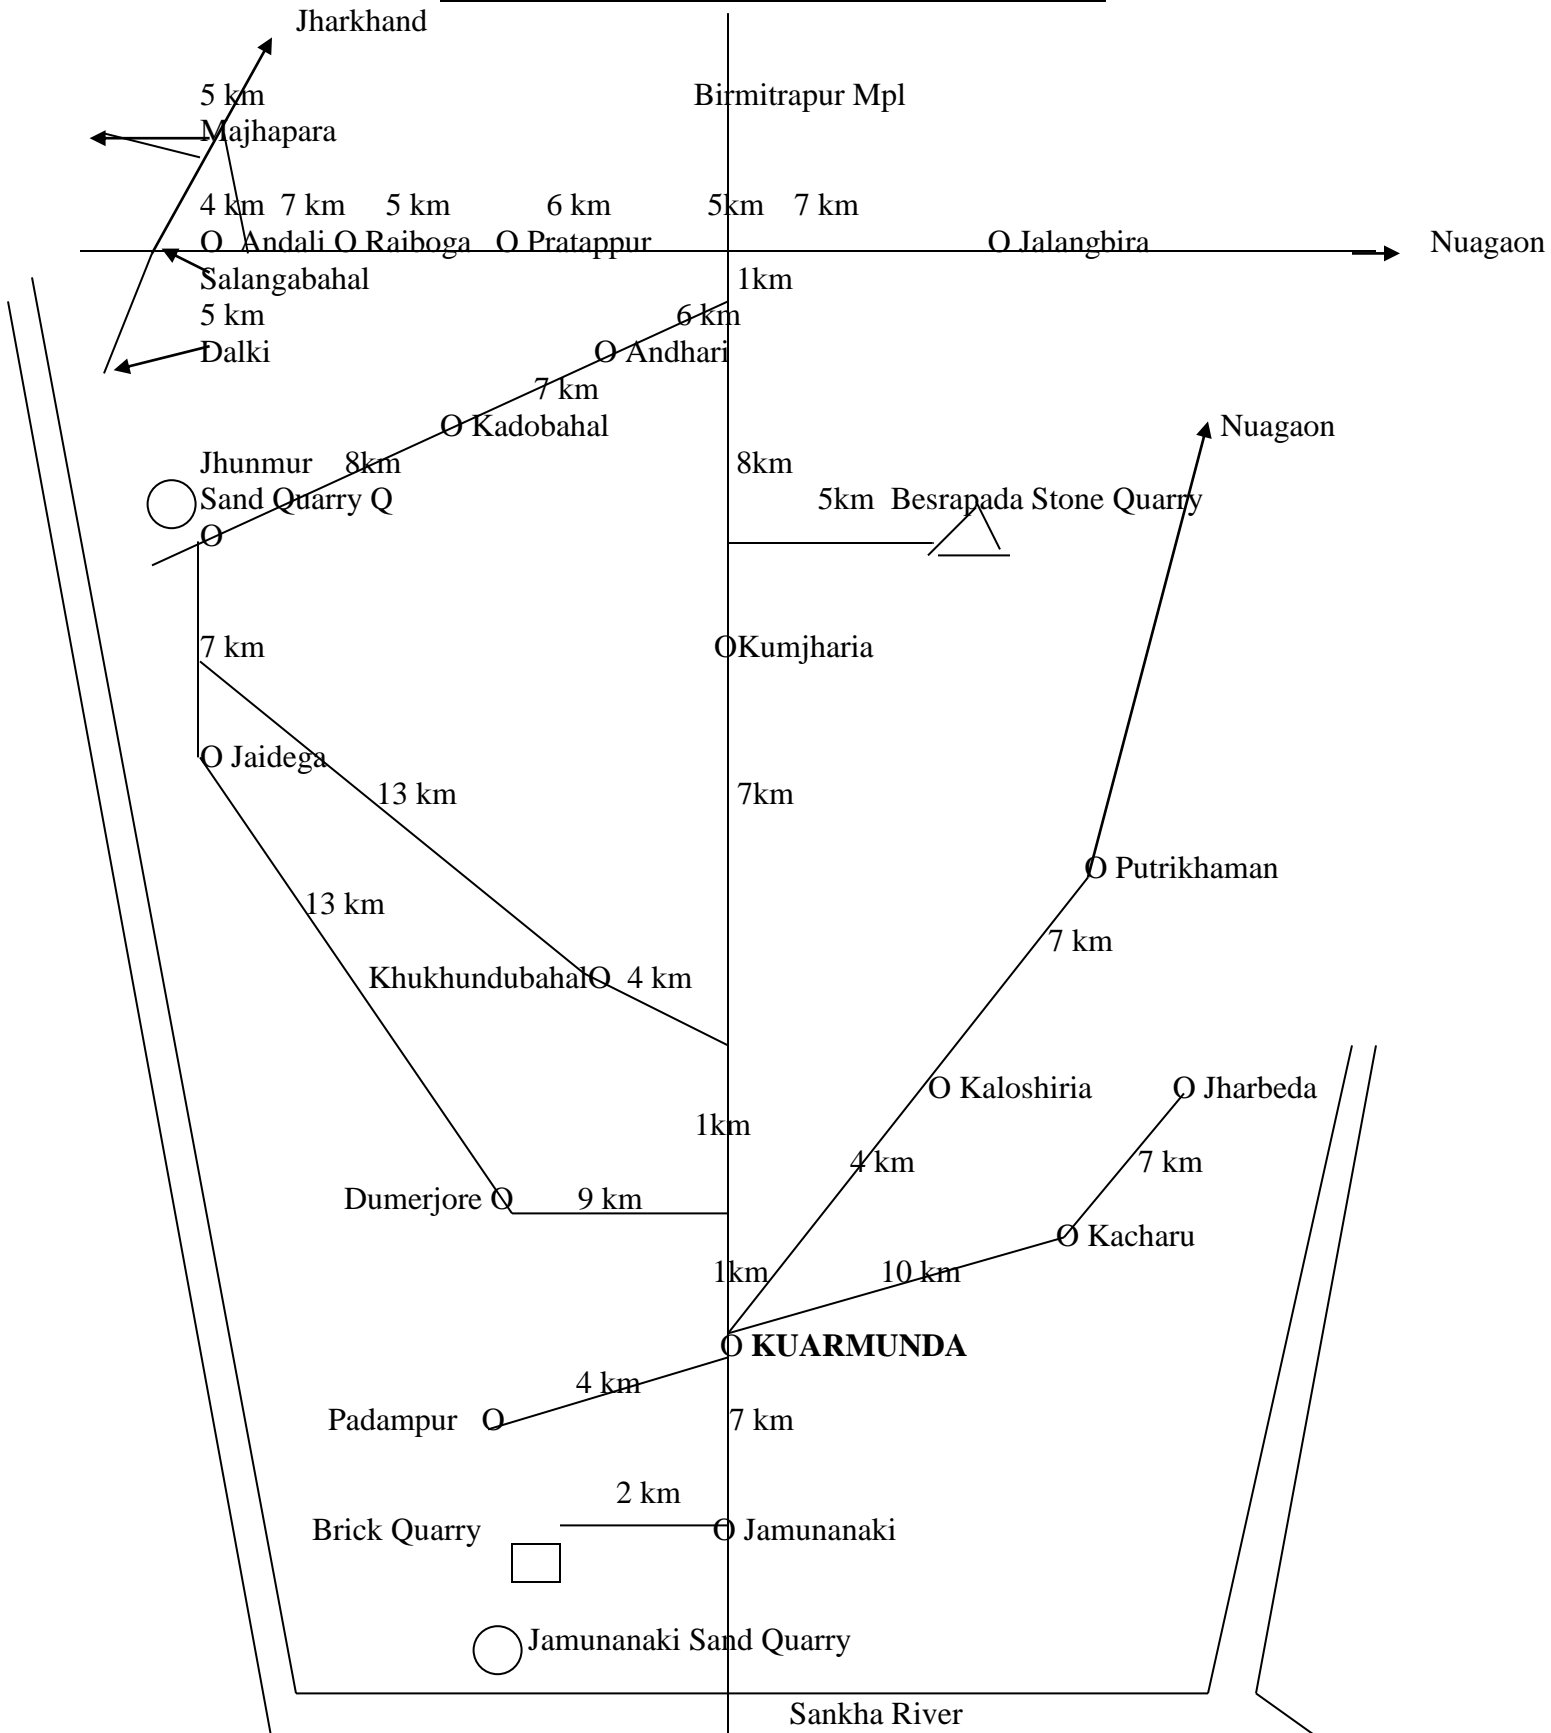 Jharkhand
5 km Birmitrapur Mpl
Majhapara
4 km 7 km 5 km 6 km 5km 7 km
O Andali O Raiboga O Pratappur O Jalangbira Nuagaon
Salangabahal 1km
5 km 6 km
Dalki O Andhari
7 km
O Kadobahal Nuagaon
Jhunmur 8km 8km
Sand Quarry Q 5km Besrapada Stone Quarry
O
7 km OKumjharia
O Jaidega
13 km 7km
O Putrikhaman
13 km
7 km
KhukhundubahalO 4 km
O Kaloshiria O Jharbeda
1km
4 km 7 km
Dumerjore O 9 km
O Kacharu
1km 10 km
O KUARMUNDA
4 km
Padampur O 7 km
2 km
Brick Quarry O Jamunanaki
Jamunanaki Sand Quarry
Sankha River